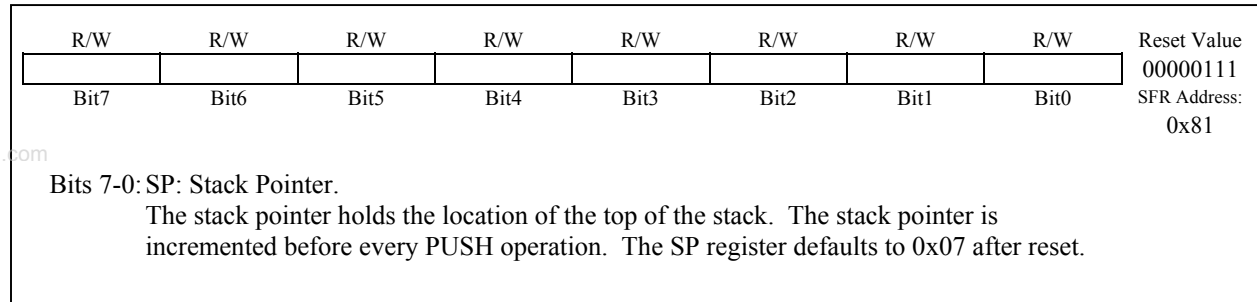 R/W R/W R/W R/W R/W R/W R/W R/W Reset Value
00000111
Bit7 Bit6 Bit5 Bit4 Bit3 Bit2 Bit1 Bit0 SFR Address:
0x81
.com
Bits 7-0: SP: Stack Pointer.
The stack pointer holds the location of the top of the stack. The stack pointer is
incremented before every PUSH operation. The SP register defaults to 0x07 after reset.